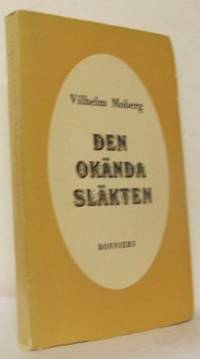 Vilhelm Moberg
DEN
OKÄNDA
SLÄKTEN
BONNIERS